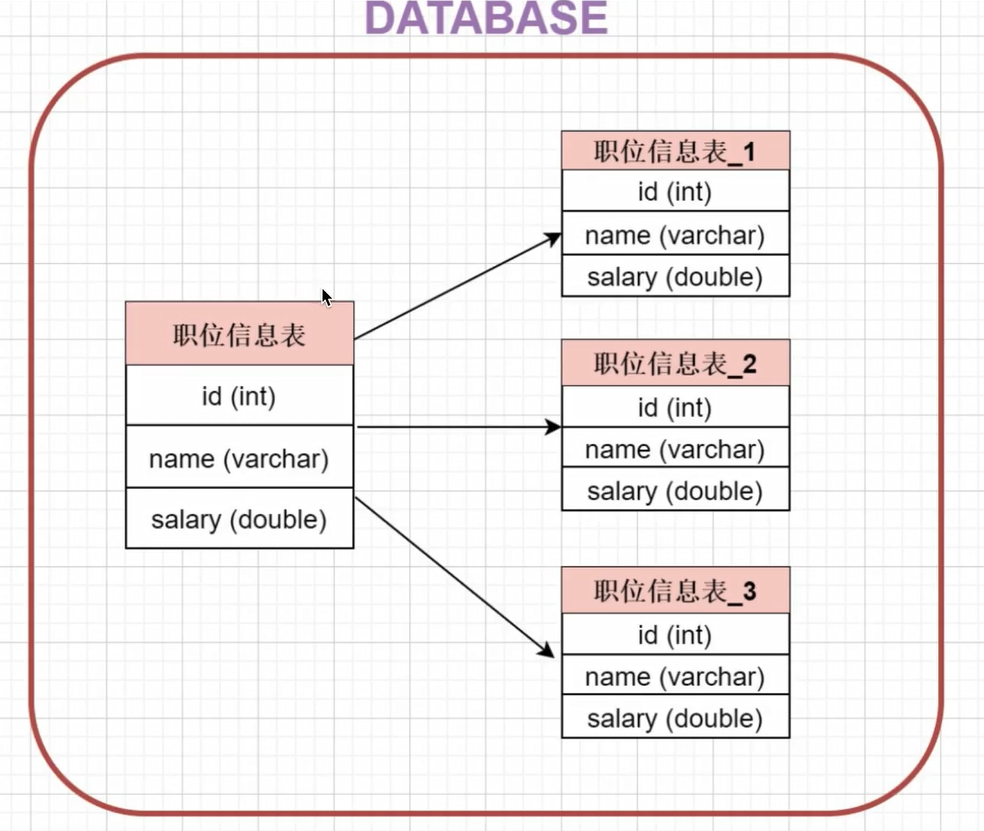 DATABASE
职位信息表
id (int)
name (varchar)
salary (double)
职位信息表_1
id (int)
name (varchar)
salary (double)
职位信息表_2
id (int)
name (varchar)
salary (double)
职位信息表_3
id (int)
name (varchar)
salary (double)